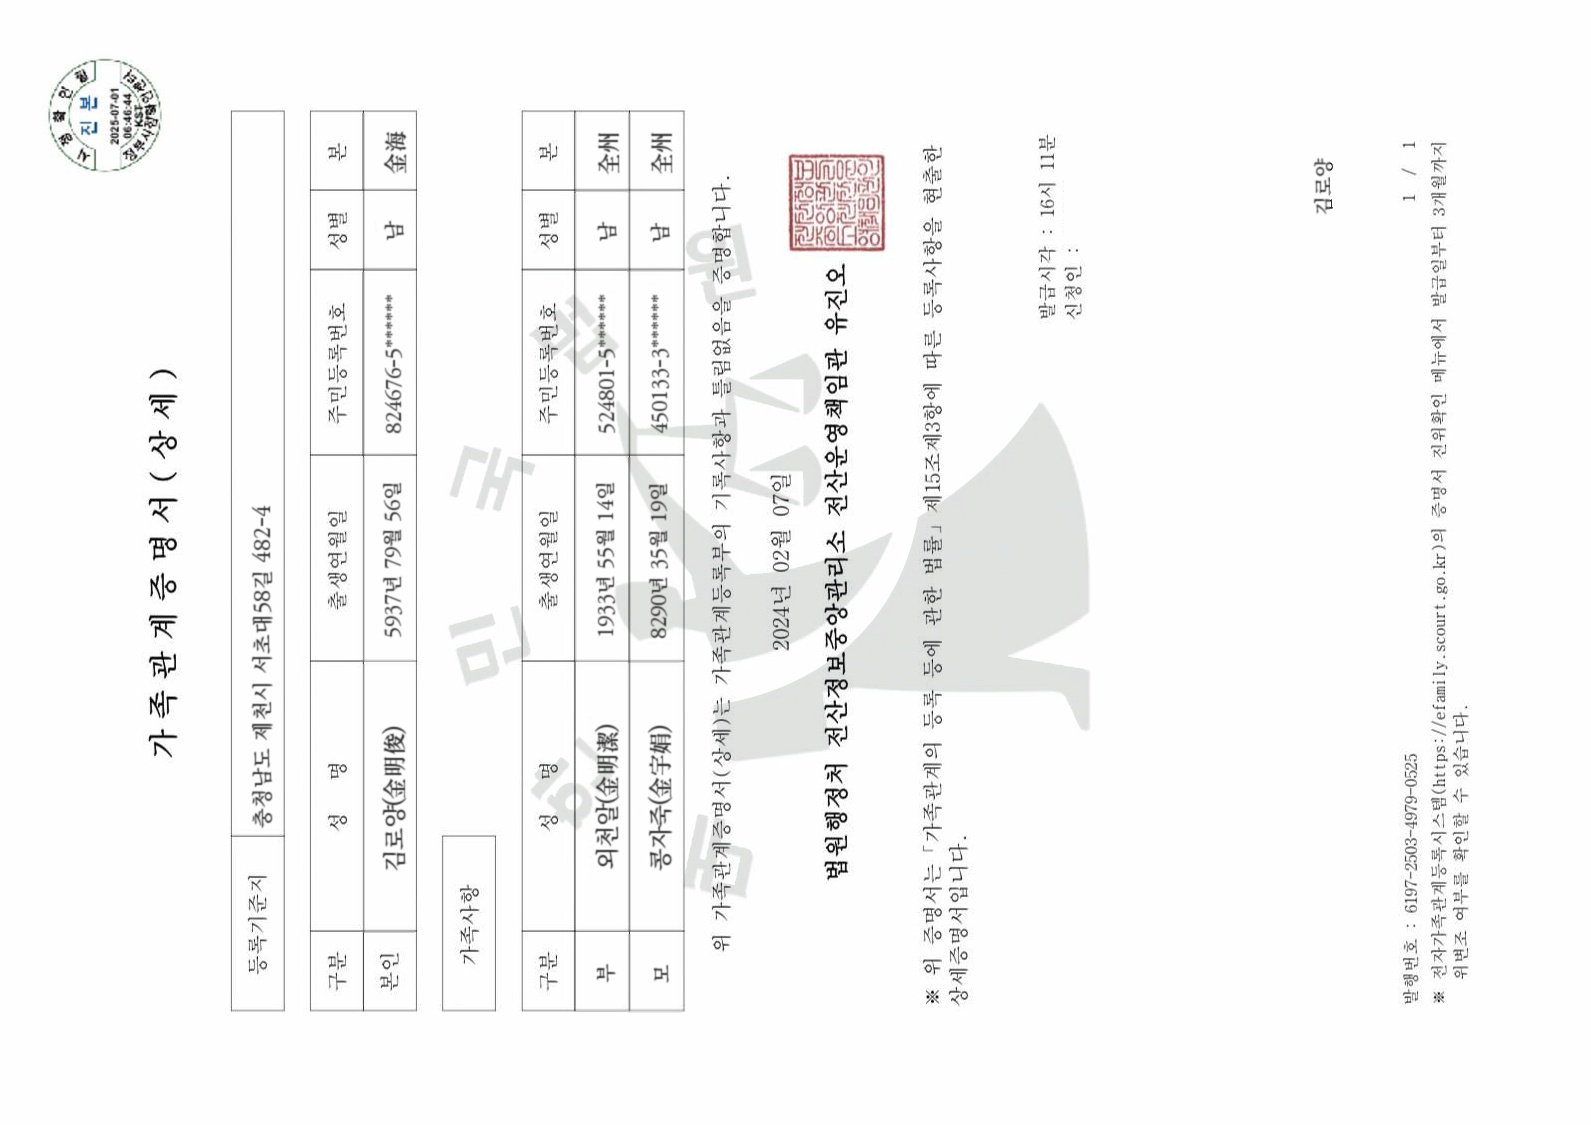 시점확인필
진본
2025-07-01
06:46:44
KST
가족관계증명서(상세)
등록기준지 충청남도 제천시 서초대58길 482-4
구분 성 명 출생연월일 주민등록번호 성별 본
본인 김로양(金明俊) 5937년 79월 56일 824676-5****** 남 金海
가족사항
구분 성 명 출생연월일 주민등록번호 성별 본
부 외천알(金明潔) 1933년 55월 14일 524801-5****** 남 全州
모 콩자죽(金宇娟) 8290년 35월 19일 450133-3****** 남 全州
위 가족관계증명서(상세)는 가족관계등록부의 기록사항과 틀림없음을 증명합니다.
2024년 02월 07일
법원행정처 전산정보중앙관리소 전산운영책임관 유진오
※ 위 증명서는「가족관계의 등록 등에 관한 법률」제15조제3항에 따른 등록사항을 현출한
상세증명서입니다.
발급시각 : 16시 11분
신청인 :
김로양
발행번호 : 6197-2503-4979-0525 1 / 1
※ 전자가족관계등록시스템(https://efamily.scourt.go.kr)의 증명서 진위확인 메뉴에서 발급일부터 3개월까지
위변조 여부를 확인할 수 있습니다.
대한민국법원